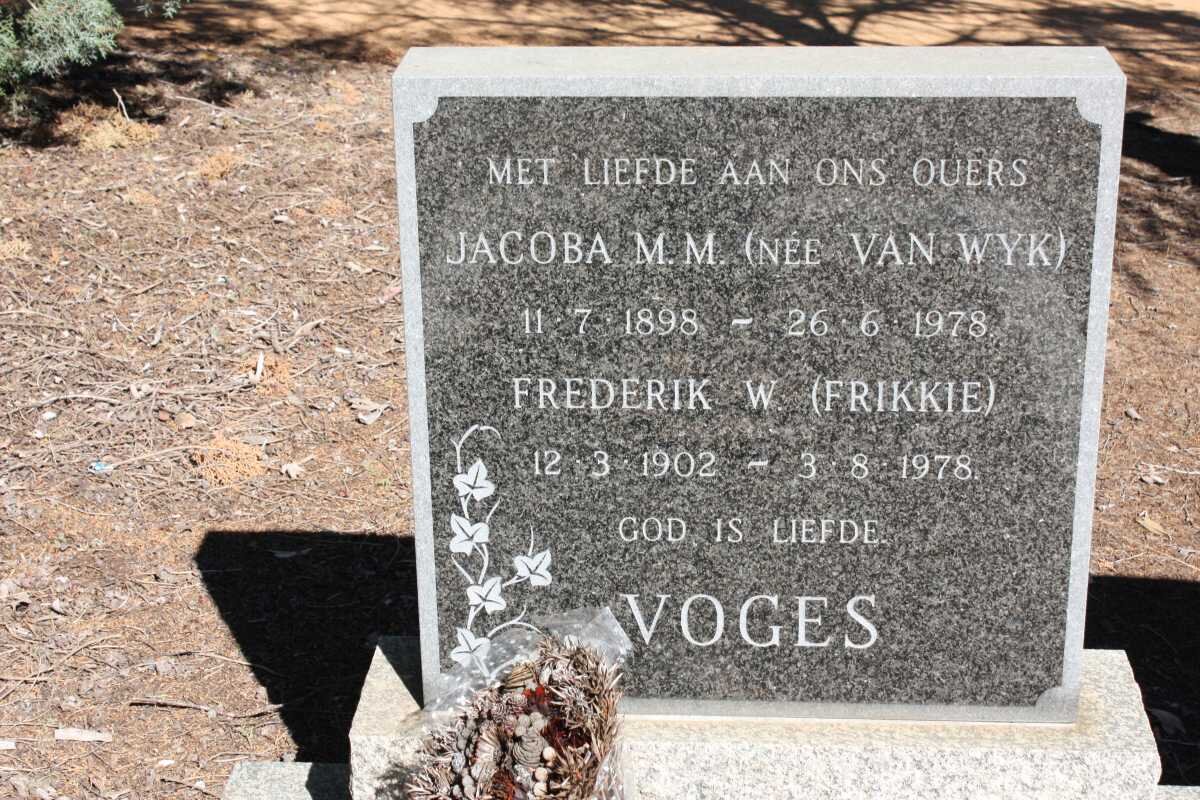 MET LIEFDE AAN ONS OUERS
JACOBA M.M. (NÉE VAN WYK)
11·7·1898 - 26·6·1978
FREDERIK W. (FRIKKIE)
12·3·1902 - 3·8·1978.
GOD IS LIEFDE.
VOGES